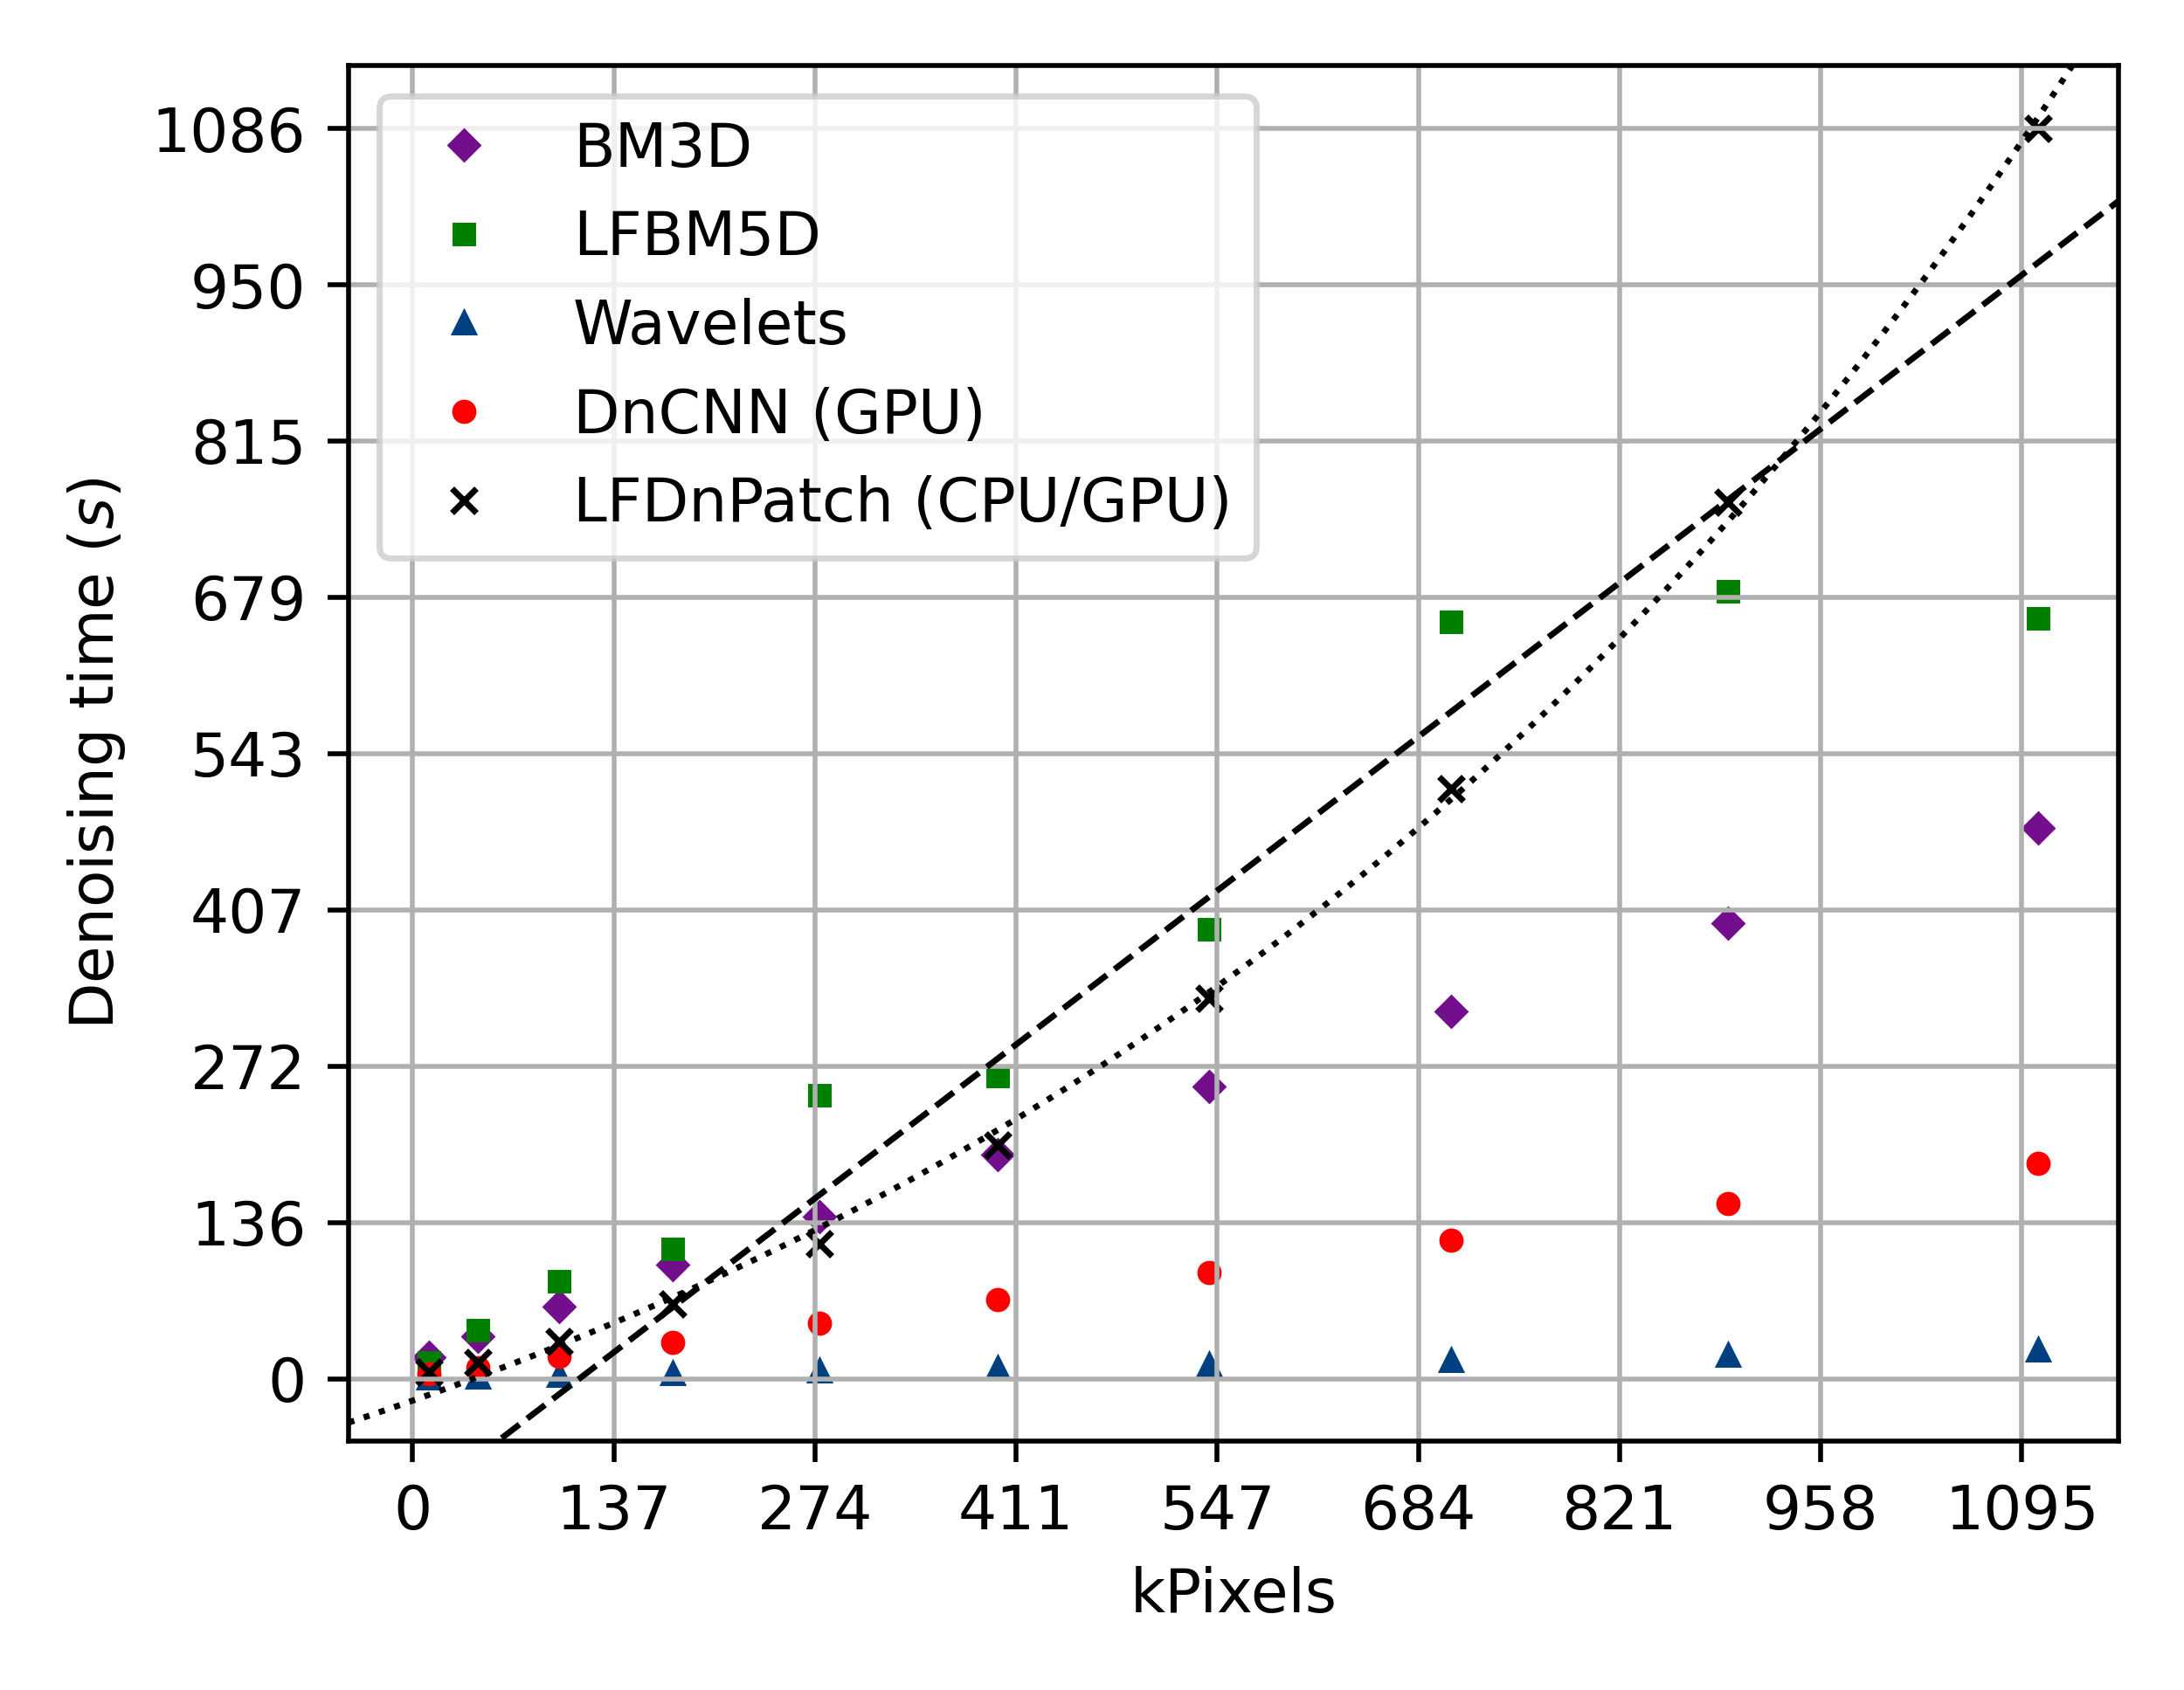 BM3D
LFBM5D
Wavelets
DnCNN (GPU)
LFDnPatch (CPU/GPU)
Denoising time (s)
1086
950
815
679
543
407
272
136
0
0 137 274 411 547 684 821 958 1095
kPixels